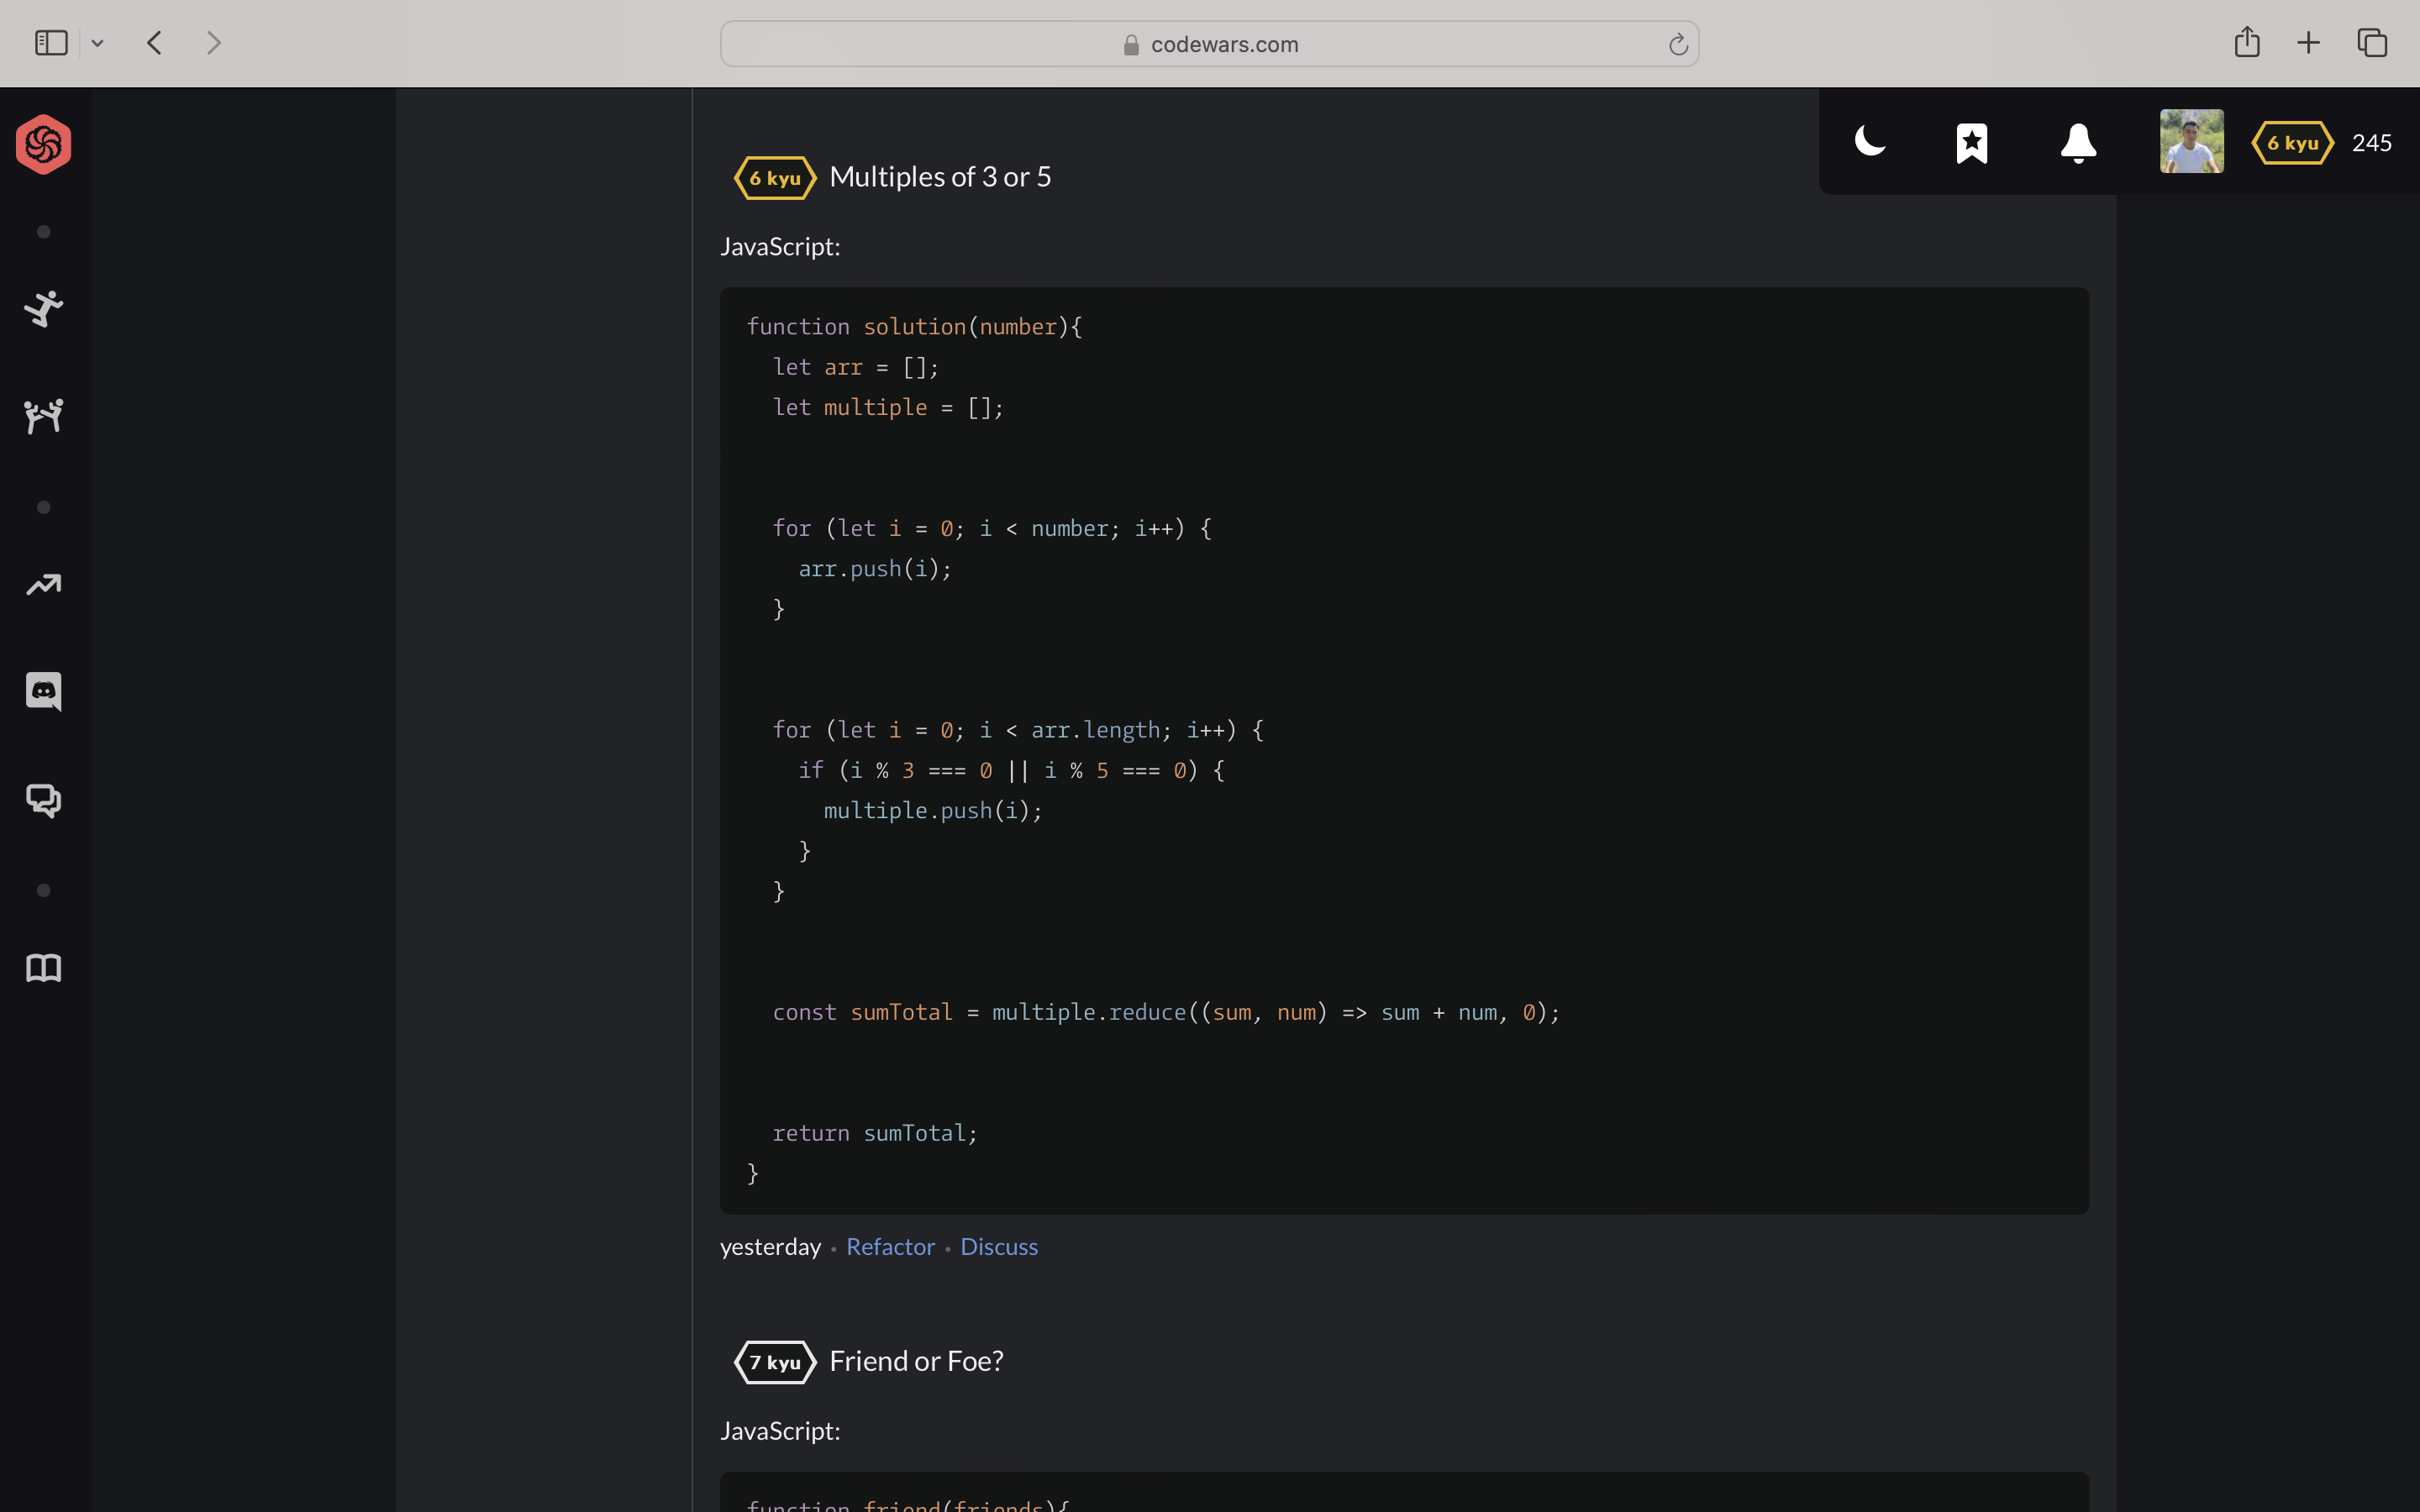 codewars.com
6 kyu 245
6 kyu Multiples of 3 or 5
JavaScript:
function solution(number){
  let arr = [];
  let multiple = [];
  for (let i = 0; i < number; i++) {
    arr.push(i);
  }
  for (let i = 0; i < arr.length; i++) {
    if (i % 3 === 0 || i % 5 === 0) {
      multiple.push(i);
    }
  }
  const sumTotal = multiple.reduce((sum, num) => sum + num, 0);
  return sumTotal;
}
yesterday • Refactor • Discuss
7 kyu Friend or Foe?
JavaScript:
function friend(friends){